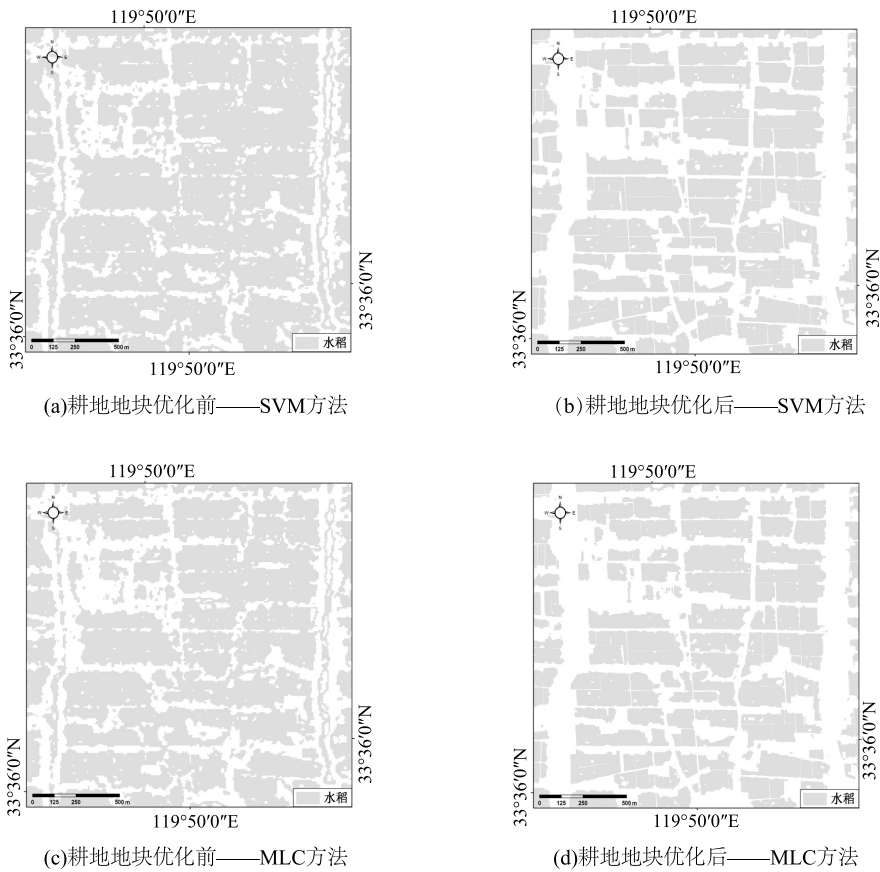 119°50′0″E
119°50′0″E
N
W E
S
N
W E
S
33°36′0″N
33°36′0″N
33°36′0″N
33°36′0″N
0 125 250 500 m
水稻
0 125 250 500 m
水稻
119°50′0″E
119°50′0″E
(a)耕地地块优化前——SVM方法
(b)耕地地块优化后——SVM方法
119°50′0″E
119°50′0″E
N
W E
S
N
W E
S
33°36′0″N
33°36′0″N
33°36′0″N
33°36′0″N
0 125 250 500 m
水稻
0 125 250 500 m
水稻
119°50′0″E
119°50′0″E
(c)耕地地块优化前——MLC方法
(d)耕地地块优化后——MLC方法